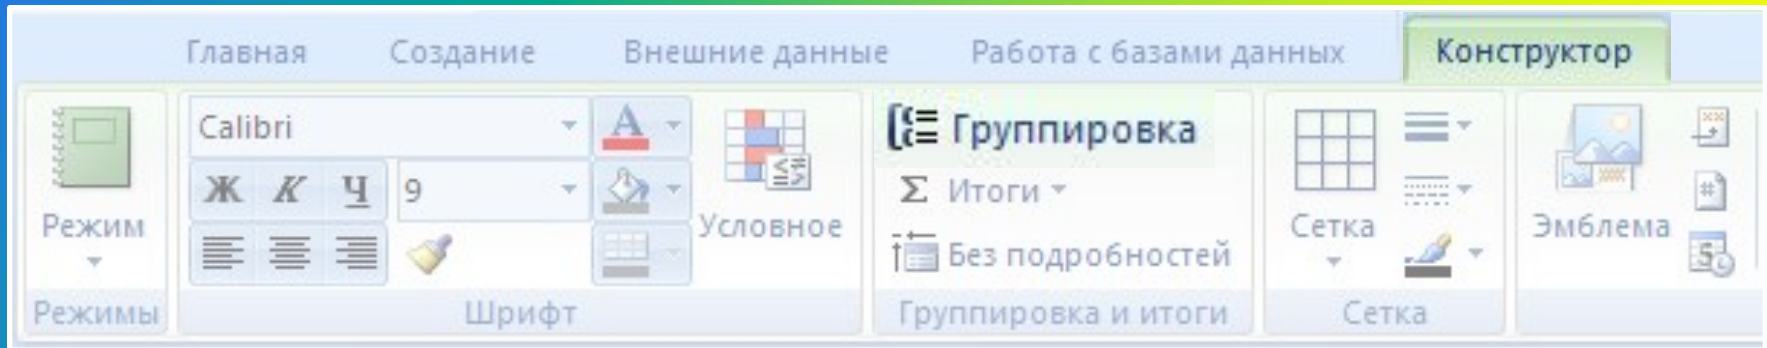 Главная Создание Внешние данные Работа с базами данных Конструктор
Calibri
A
Группировка
Ж К Ч 9
Σ Итоги
Режим
Условное
Сетка
Эмблема
Без подробностей
Режимы Шрифт Группировка и итоги Сетка